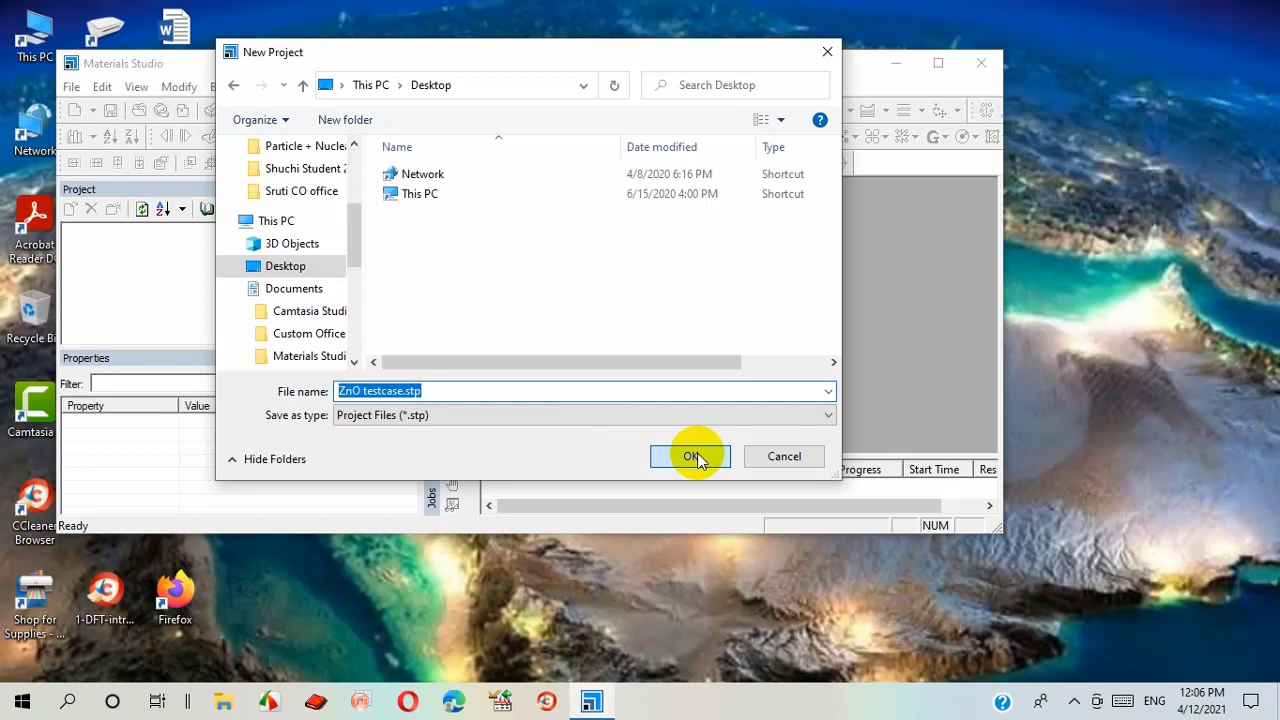 This PC
Network
Acrobat
Reader D
Recycle Bi
Camtasia
CCleane
Browser
Shop for
Supplies - ...
1-DFT-intr...
Firefox
Materials Studio
File Edit View Modify
Project
Properties
Filter:
Property Value
Ready
Jobs
Progress Start Time Res
NUM
New Project
This PC Desktop
Search Desktop
Organize New folder
Particle + Nucle
Shuchi Student 2
Sruti CO office
This PC
3D Objects
Desktop
Documents
Camtasia Studi
Custom Office
Materials Studi
Name Date modified Type
Network 4/8/2020 6:16 PM Shortcut
This PC 6/15/2020 4:00 PM Shortcut
File name: ZnO testcase.stp
Save as type: Project Files (*.stp)
Hide Folders
OK Cancel
ENG
12:06 PM
4/12/2021